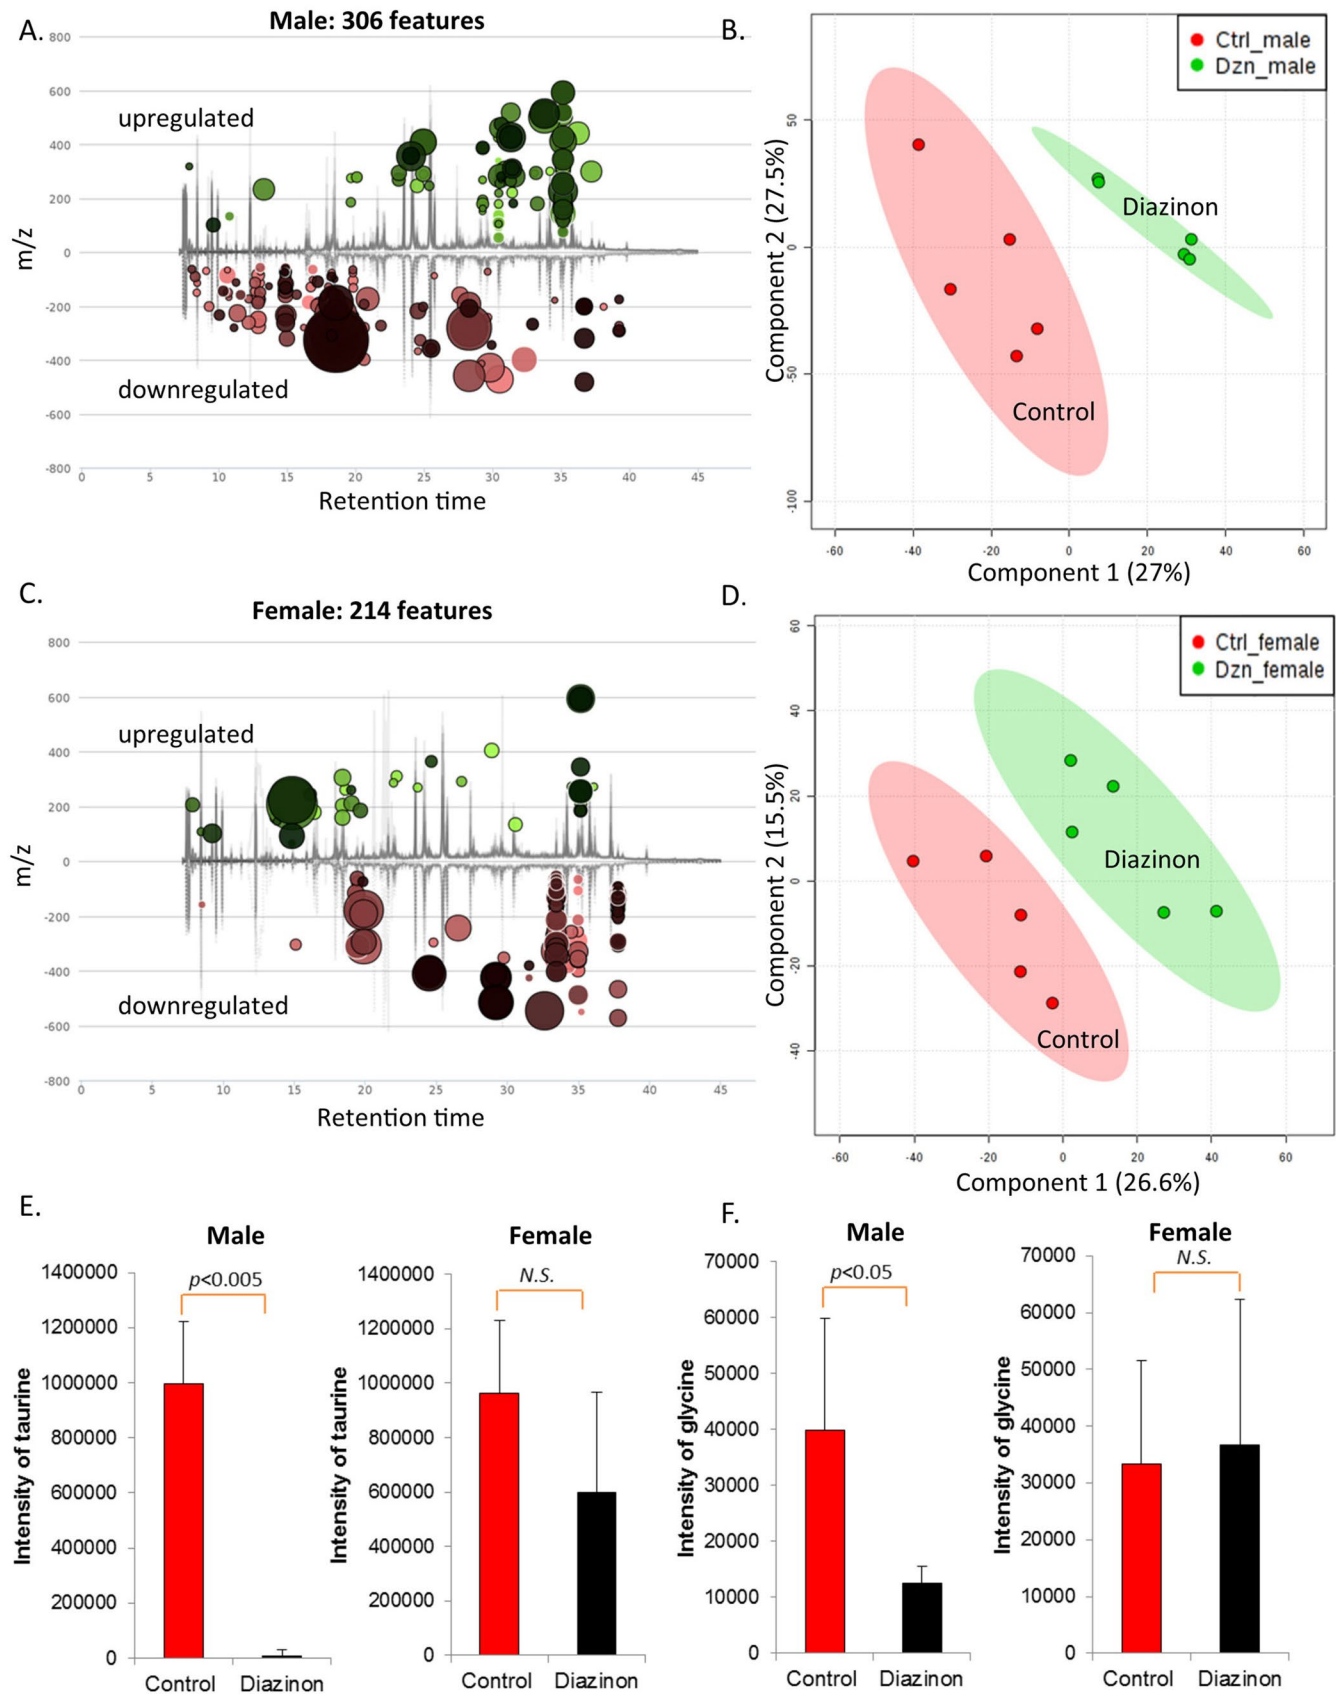 A.
Male: 306 features
800
600
400
200
0
-200
-400
-600
-800
m/z
upregulated
downregulated
0 5 10 15 20 25 30 35 40 45
Retention time
B.
Ctrl_male
Dzn_male
Component 2 (27.5%)
50
0
-50
-100
Diazinon
Control
-60 -40 -20 0 20 40 60
Component 1 (27%)
C.
Female: 214 features
800
600
400
200
0
-200
-400
-600
-800
m/z
upregulated
downregulated
0 5 10 15 20 25 30 35 40 45
Retention time
D.
Ctrl_female
Dzn_female
Component 2 (15.5%)
60
40
20
0
-20
-40
Diazinon
Control
-60 -40 -20 0 20 40 60
Component 1 (26.6%)
E.
Male
p<0.005
Intensity of taurine
1400000
1200000
1000000
800000
600000
400000
200000
0
Control Diazinon
Female
N.S.
Intensity of taurine
1400000
1200000
1000000
800000
600000
400000
200000
0
Control Diazinon
F.
Male
p<0.05
Intensity of glycine
70000
60000
50000
40000
30000
20000
10000
0
Control Diazinon
Female
N.S.
Intensity of glycine
70000
60000
50000
40000
30000
20000
10000
0
Control Diazinon